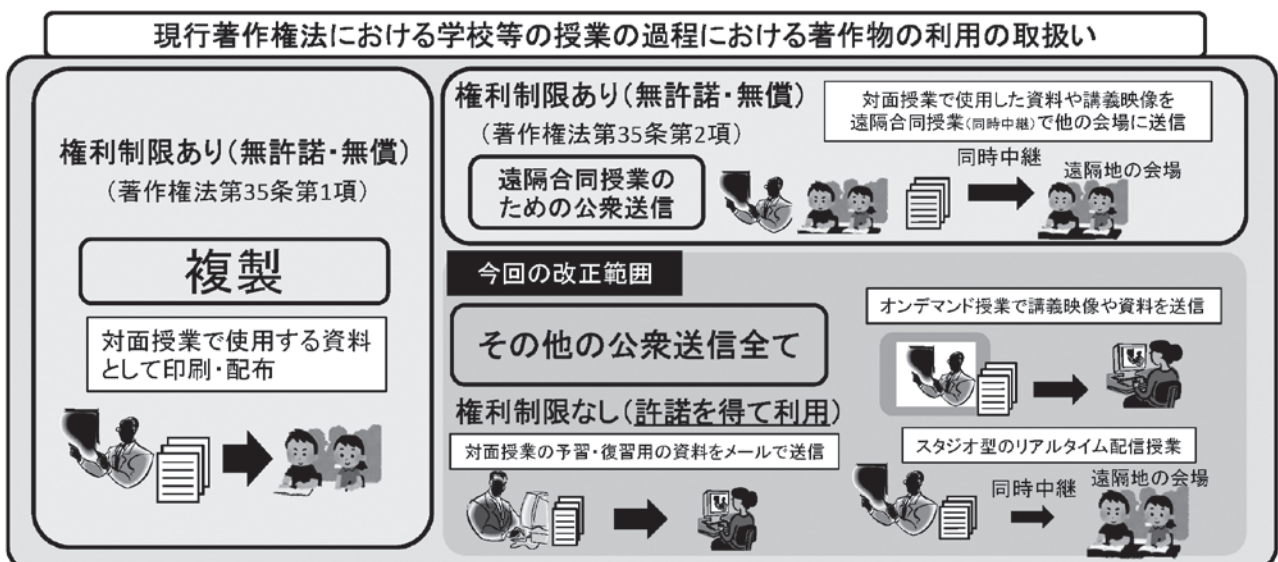 現行著作権法における学校等の授業の過程における著作物の利用の取扱い
権利制限あり(無許諾・無償)
(著作権法第35条第1項)
複製
対面授業で使用する資料
として印刷・配布
権利制限あり(無許諾・無償)
(著作権法第35条第2項)
遠隔合同授業の
ための公衆送信
対面授業で使用した資料や講義映像を
遠隔合同授業(同時中継)で他の会場に送信
同時中継
遠隔地の会場
今回の改正範囲
その他の公衆送信全て
権利制限なし(許諾を得て利用)
対面授業の予習・復習用の資料をメールで送信
オンデマンド授業で講義映像や資料を送信
スタジオ型のリアルタイム配信授業
同時中継
遠隔地の会場